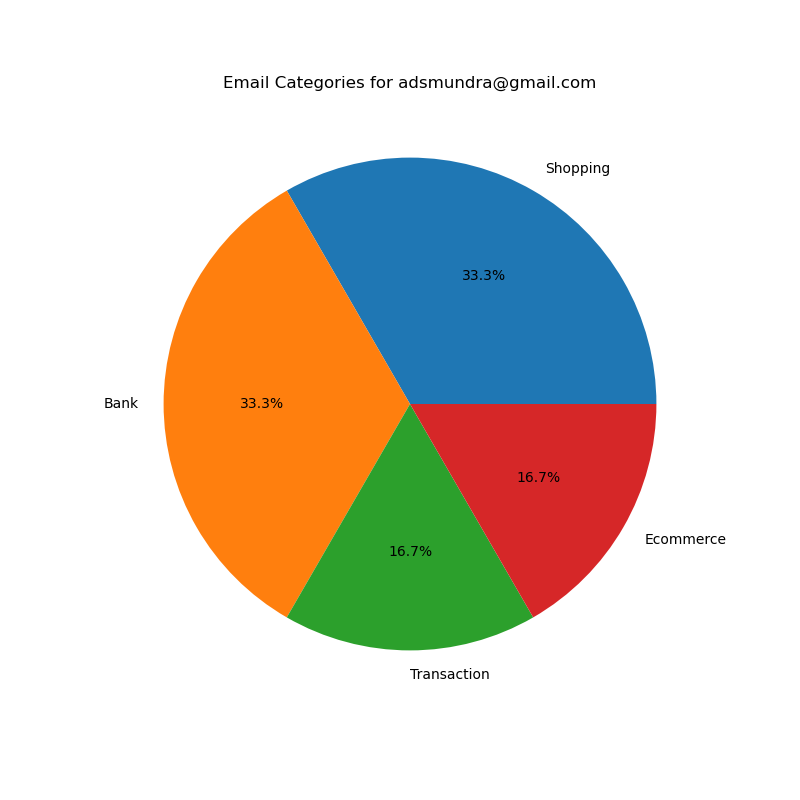 Email Categories for adsmundra@gmail.com
Shopping
33.3%
Bank
33.3%
16.7%
Ecommerce
16.7%
Transaction